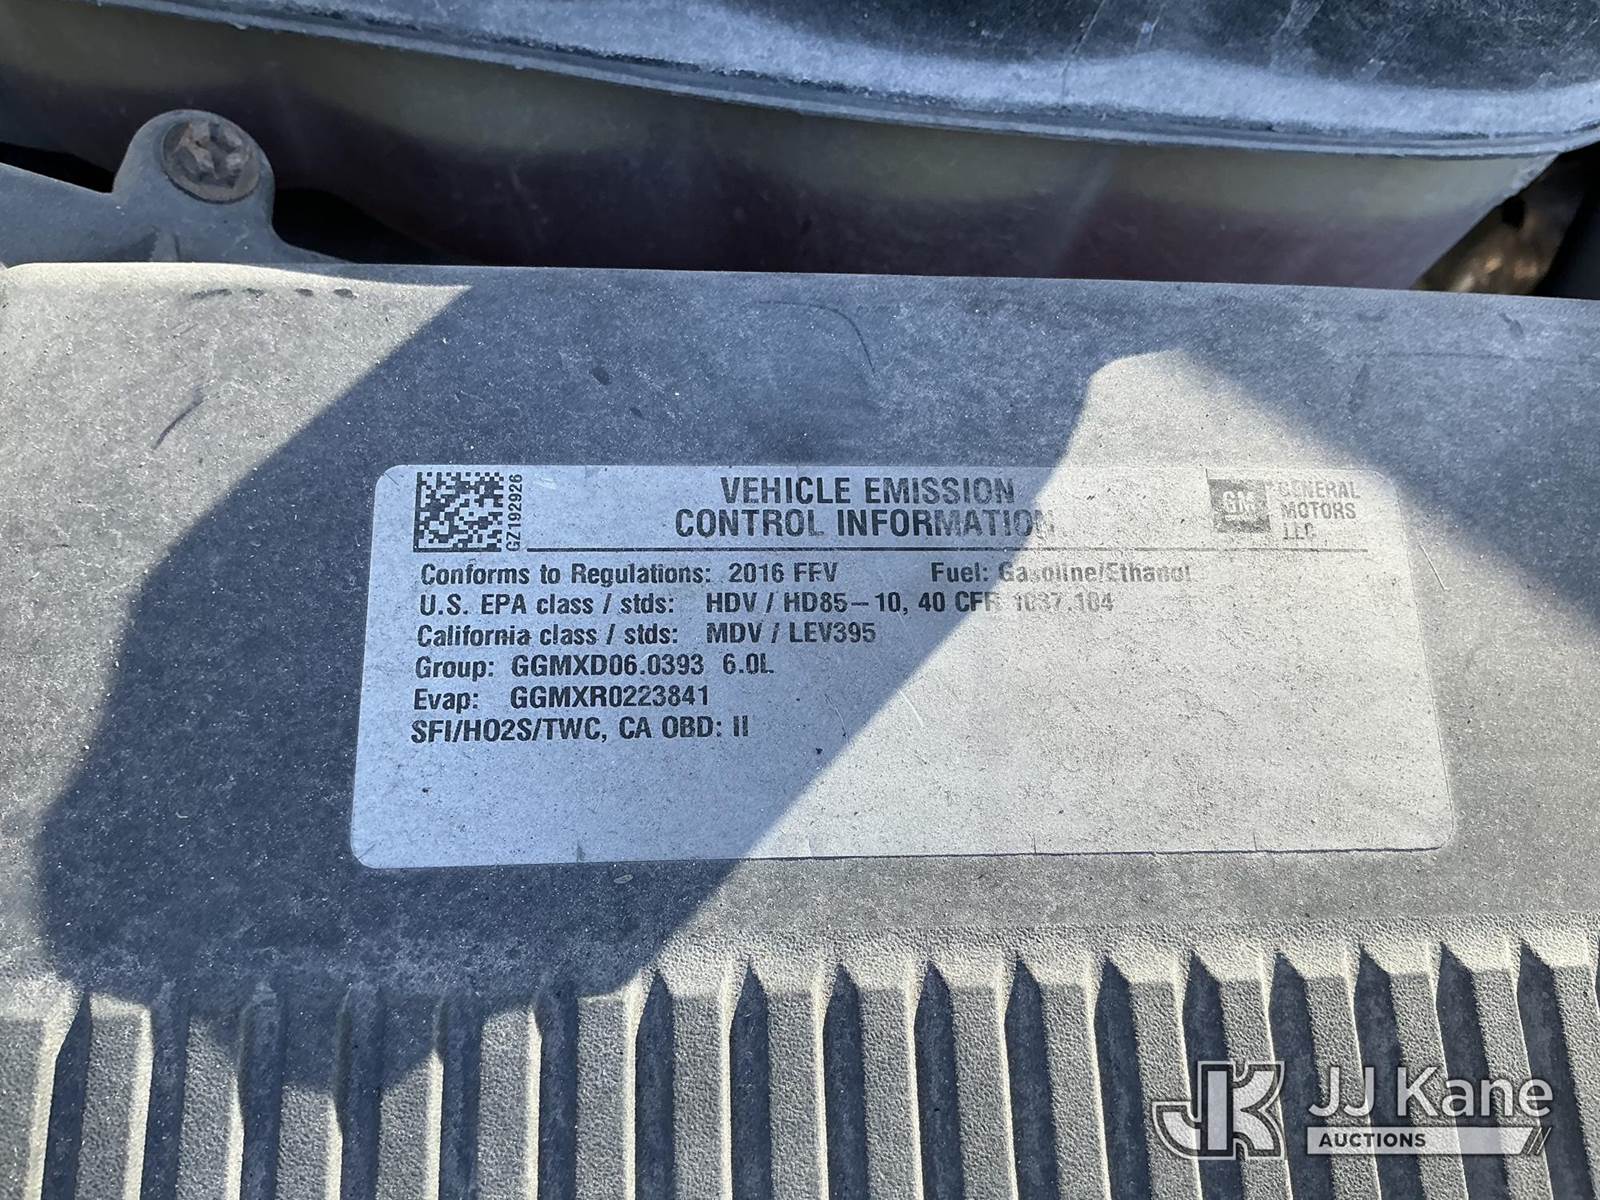 GZ192926
VEHICLE EMISSION
CONTROL INFORMATION
GM
GENERAL
MOTORS
LLC
Conforms to Regulations: 2016 FFV Fuel: Gasoline/Ethanol
U.S. EPA class / stds: HDV / HD85-10, 40 CFR 1037.104
California class / stds: MDV / LEV395
Group: GGMXD06.0393 6.0L
Evap: GGMXR0223841
SFI/HO2S/TWC, CA OBD: II
JK
JJ Kane
AUCTIONS